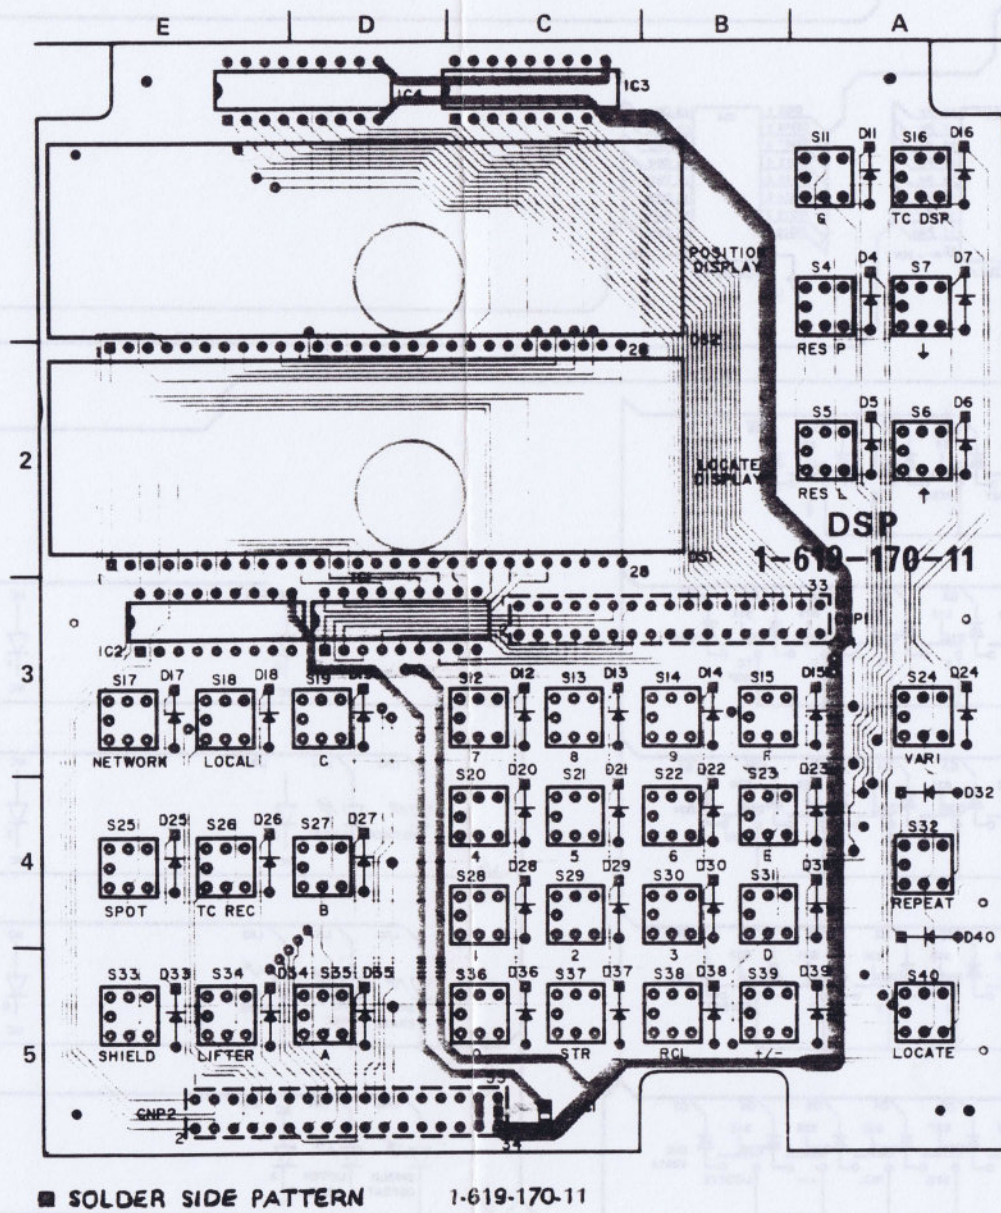 E D C B A
IC4 IC3
S11 D11 S16 D16
G TC DSP
POSITION
DISPLAY
S4 D4 S7 D7
RES P ↓
1 28 DS2
2
S5 D5 S6 D6
LOCATE
DISPLAY
RES L ↑
DSP
1-619-170-11
DS1
28
33
P1
IC2
3
S17 D17 S18 D18 S19 D19 S12 D12 S13 D13 S14 D14 S15 D15 S24 D24
NETWORK LOCAL C 7 8 9 F VARI
S20 D20 S21 D21 S22 D22 S23 D23 D32
4
S25 D25 S26 D26 S27 D27 4 5 6 E S32
S28 D28 S29 D29 S30 D30 S31 D31
SPOT TC REC B REPEAT
D40
1 2 3 D
S33 D33 S34 D34 S35 D35 S36 D36 S37 D37 S38 D38 S39 D39 S40
5
SHIELD LIFTER A 0 STR RCL +/- LOCATE
33
CNP2
2 34
SOLDER SIDE PATTERN 1-619-170-11